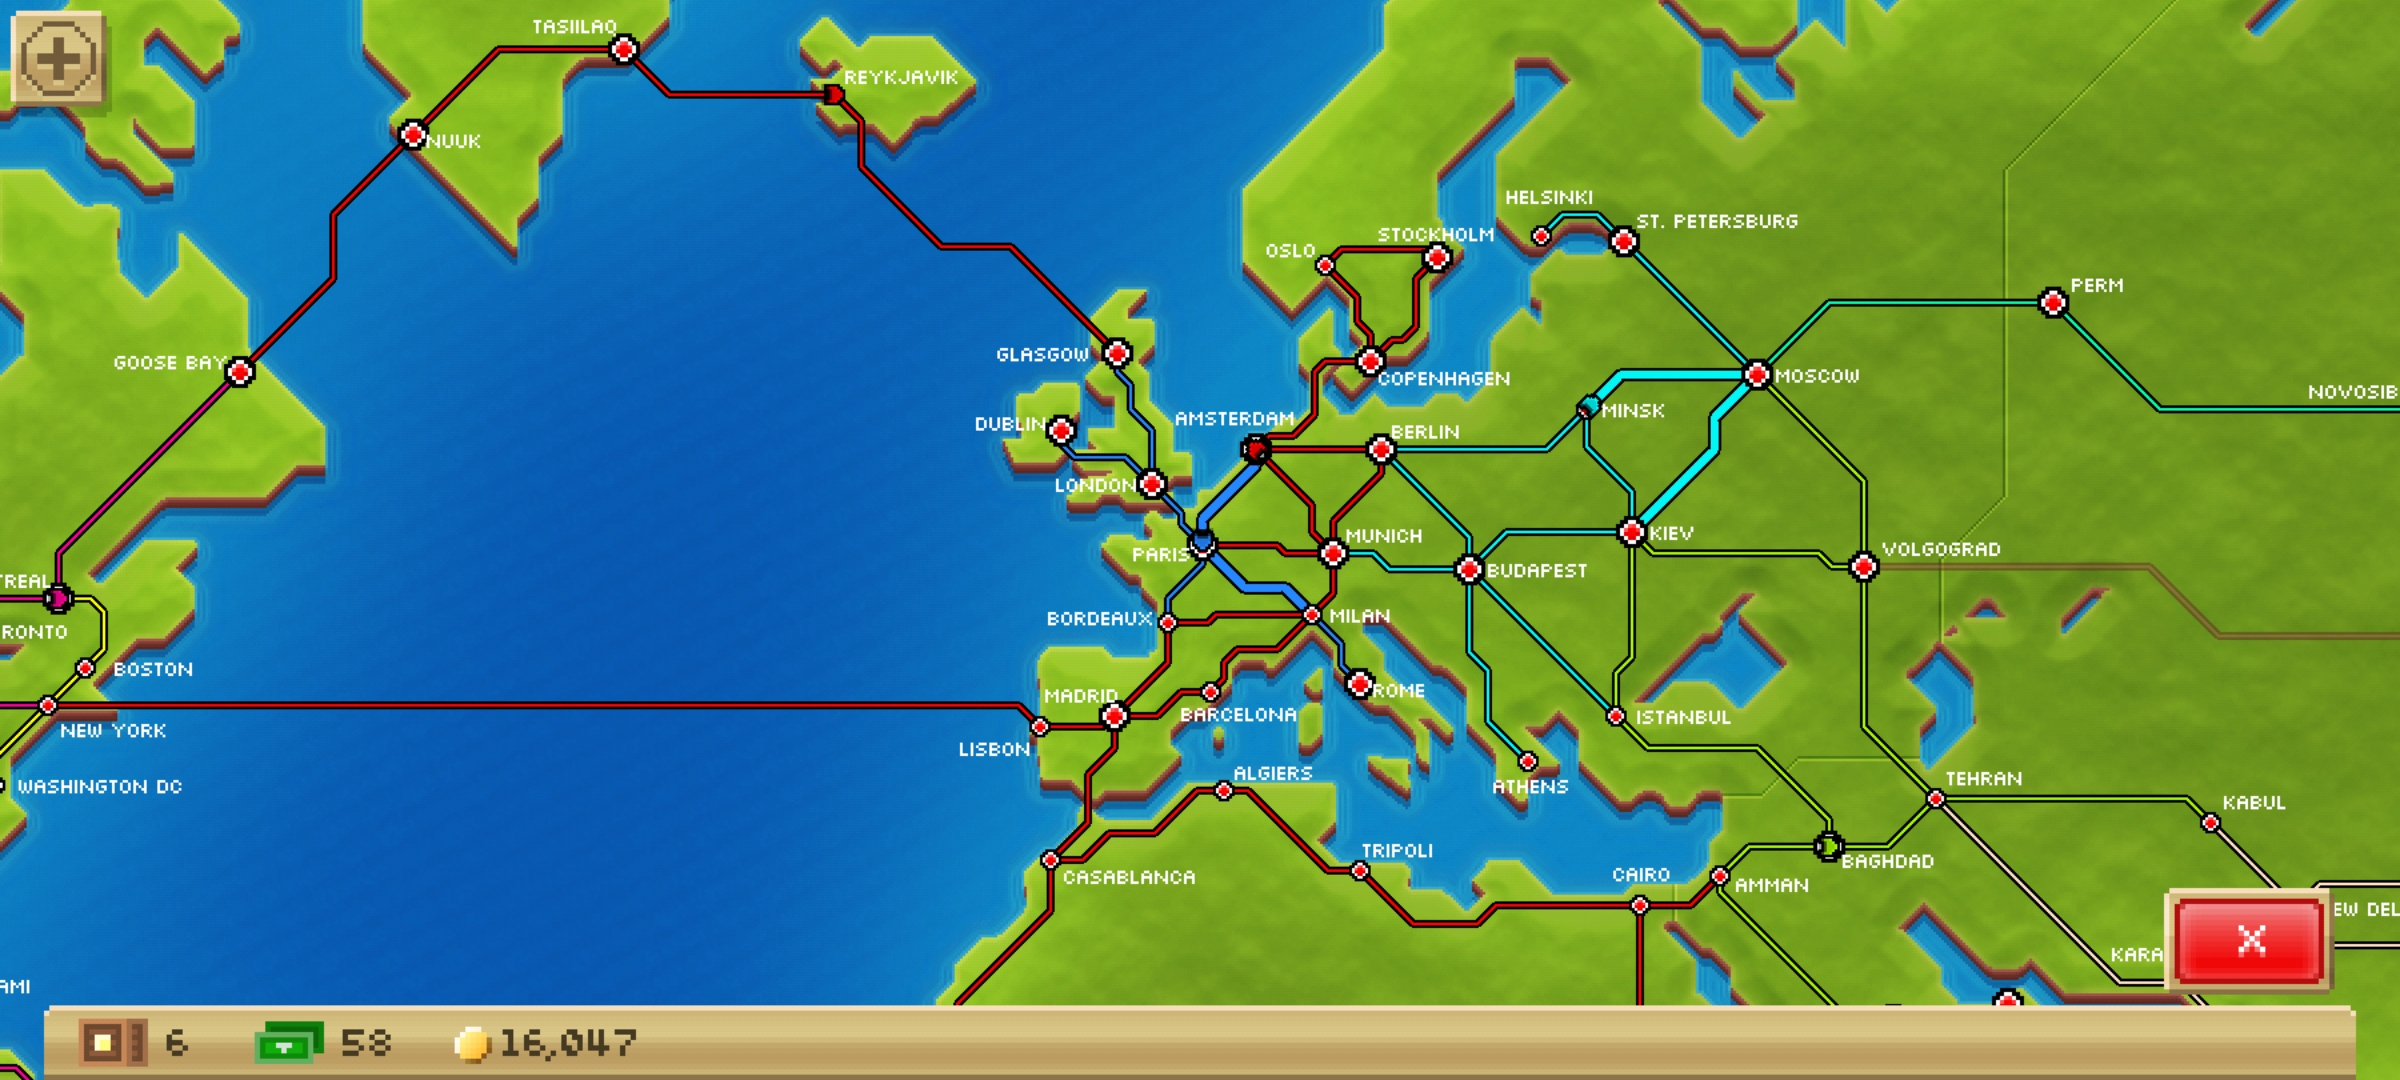 TASIILAQ
REYKJAVIK
NUUK
HELSINKI
ST. PETERSBURG
STOCKHOLM
OSLO
PERM
GLASGOW
GOOSE BAY
COPENHAGEN
MOSCOW
NOVOSIB
MINSK
DUBLIN
AMSTERDAM
BERLIN
LONDON
MUNICH
KIEV
PARIS
VOLGOGRAD
BUDAPEST
TREAL
RONTO
BORDEAUX
MILAN
BOSTON
MADRID
ROME
BARCELONA
ISTANBUL
NEW YORK
LISBON
ALGIERS
ATHENS
TEHRAN
WASHINGTON DC
KABUL
TRIPOLI
BAGHDAD
CASABLANCA
CAIRO
AMMAN
EW DEL
KARA
AMI
6
58
16,047